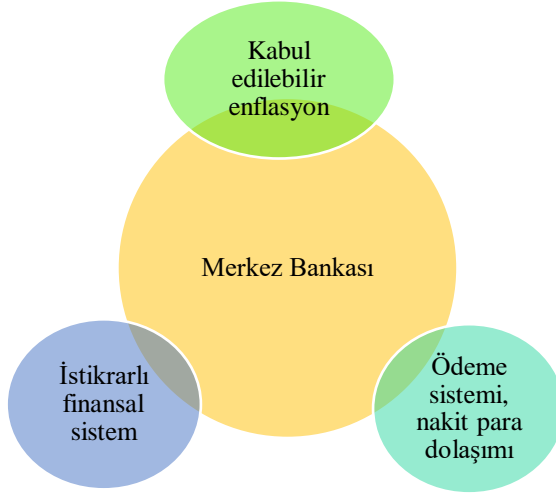 Kabul
edilebilir
enflasyon
Merkez Bankası
İstikrarlı
finansal
sistem
Ödeme
sistemi,
nakit para
dolaşımı